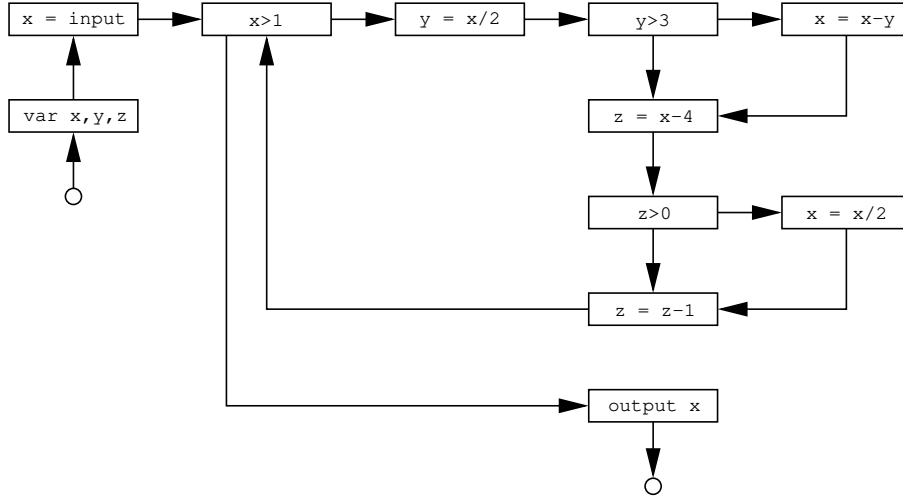 x = input
x>1
y = x/2
y>3
x = x-y
var x,y,z
z = x-4
z>0
x = x/2
z = z-1
output x